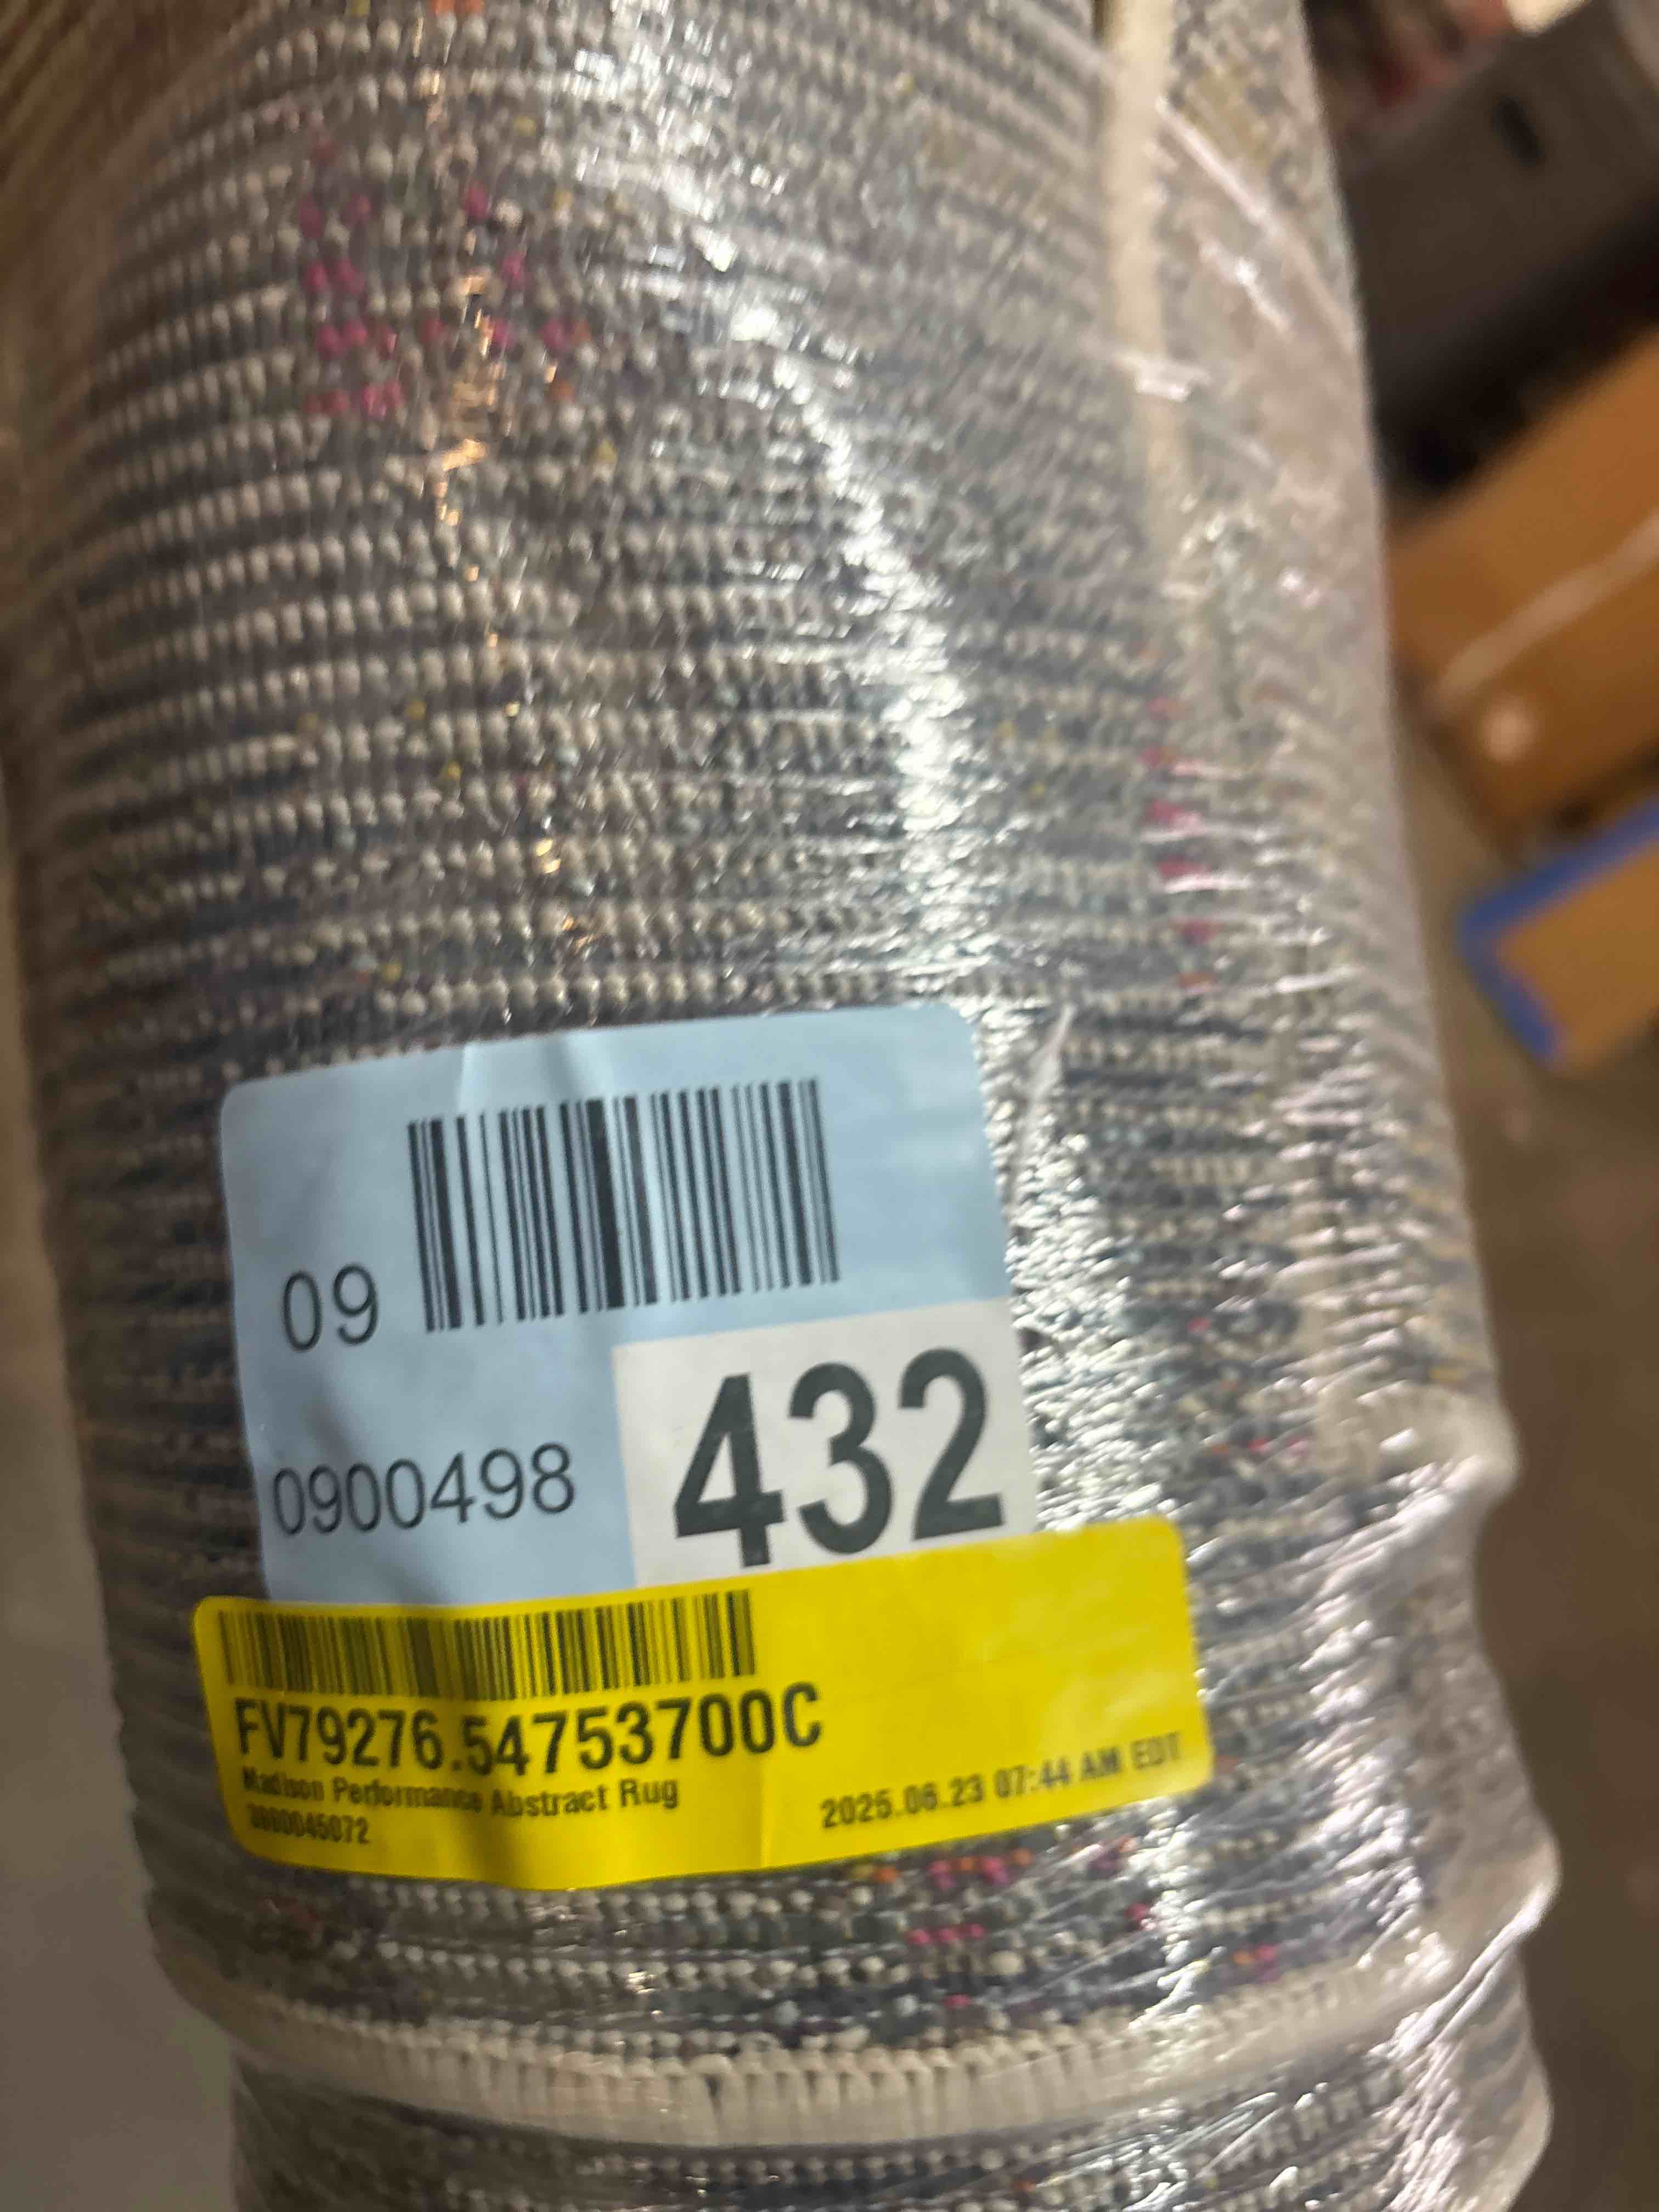 09
0900498
432
FV79276.54753700C
Madison Performance Abstract Rug
2025.06.23 07:44 AM EDT